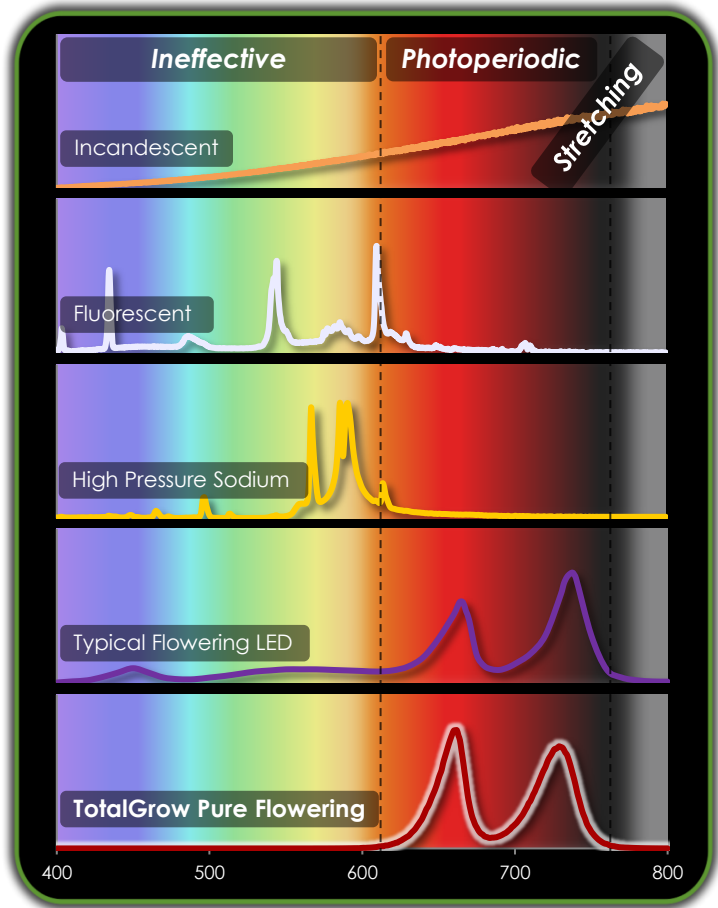 Ineffective
Photoperiodic
Stretching
Incandescent
Fluorescent
High Pressure Sodium
Typical Flowering LED
TotalGrow Pure Flowering
400 500 600 700 800